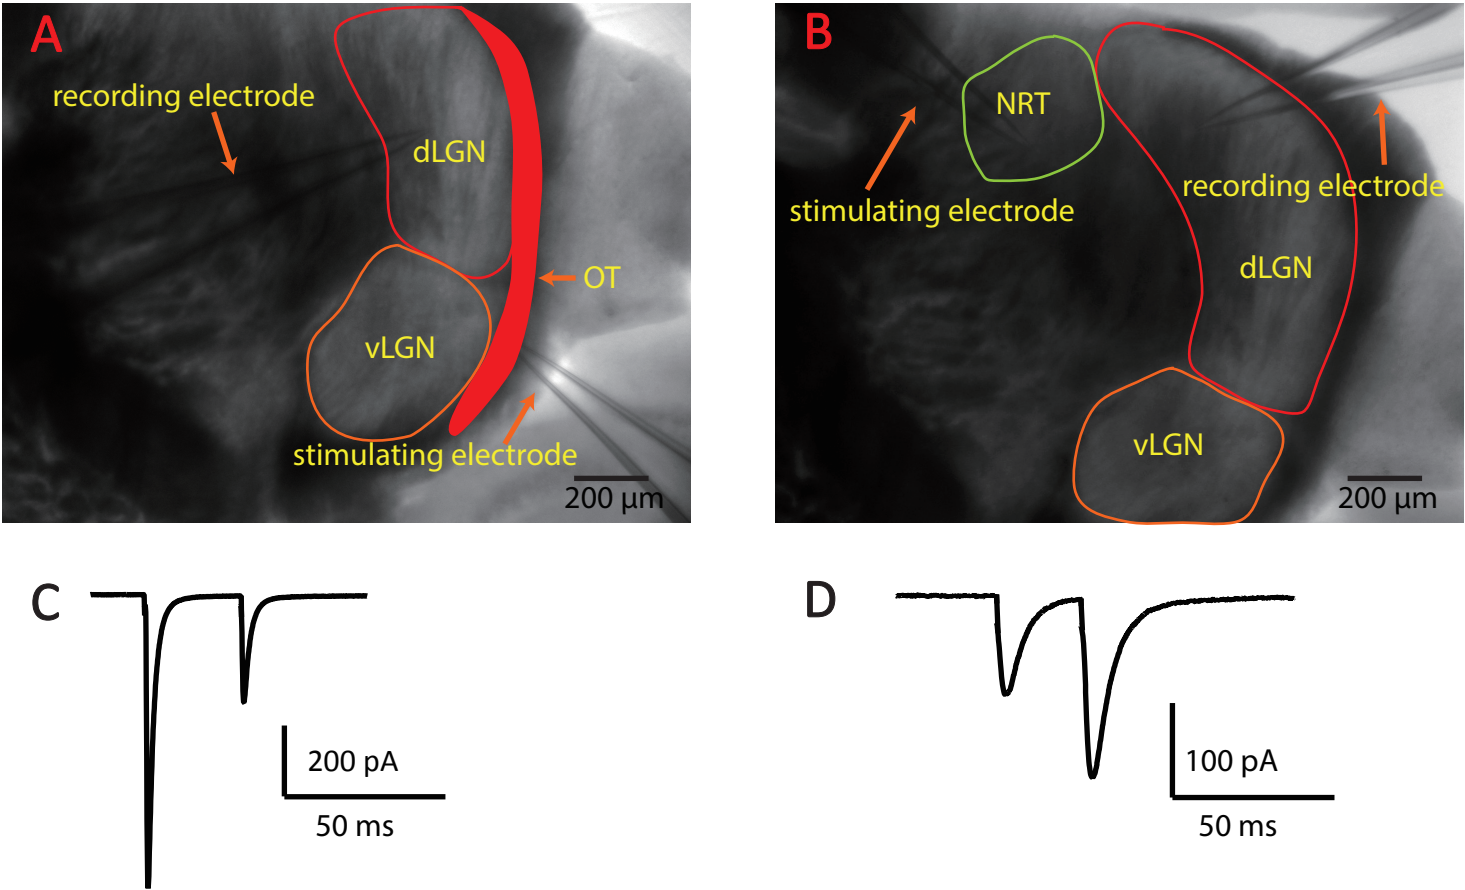 A
recording electrode
dLGN
OT
vLGN
stimulating electrode
200 µm
B
NRT
stimulating electrode
recording electrode
dLGN
vLGN
200 µm
C
200 pA
50 ms
D
100 pA
50 ms